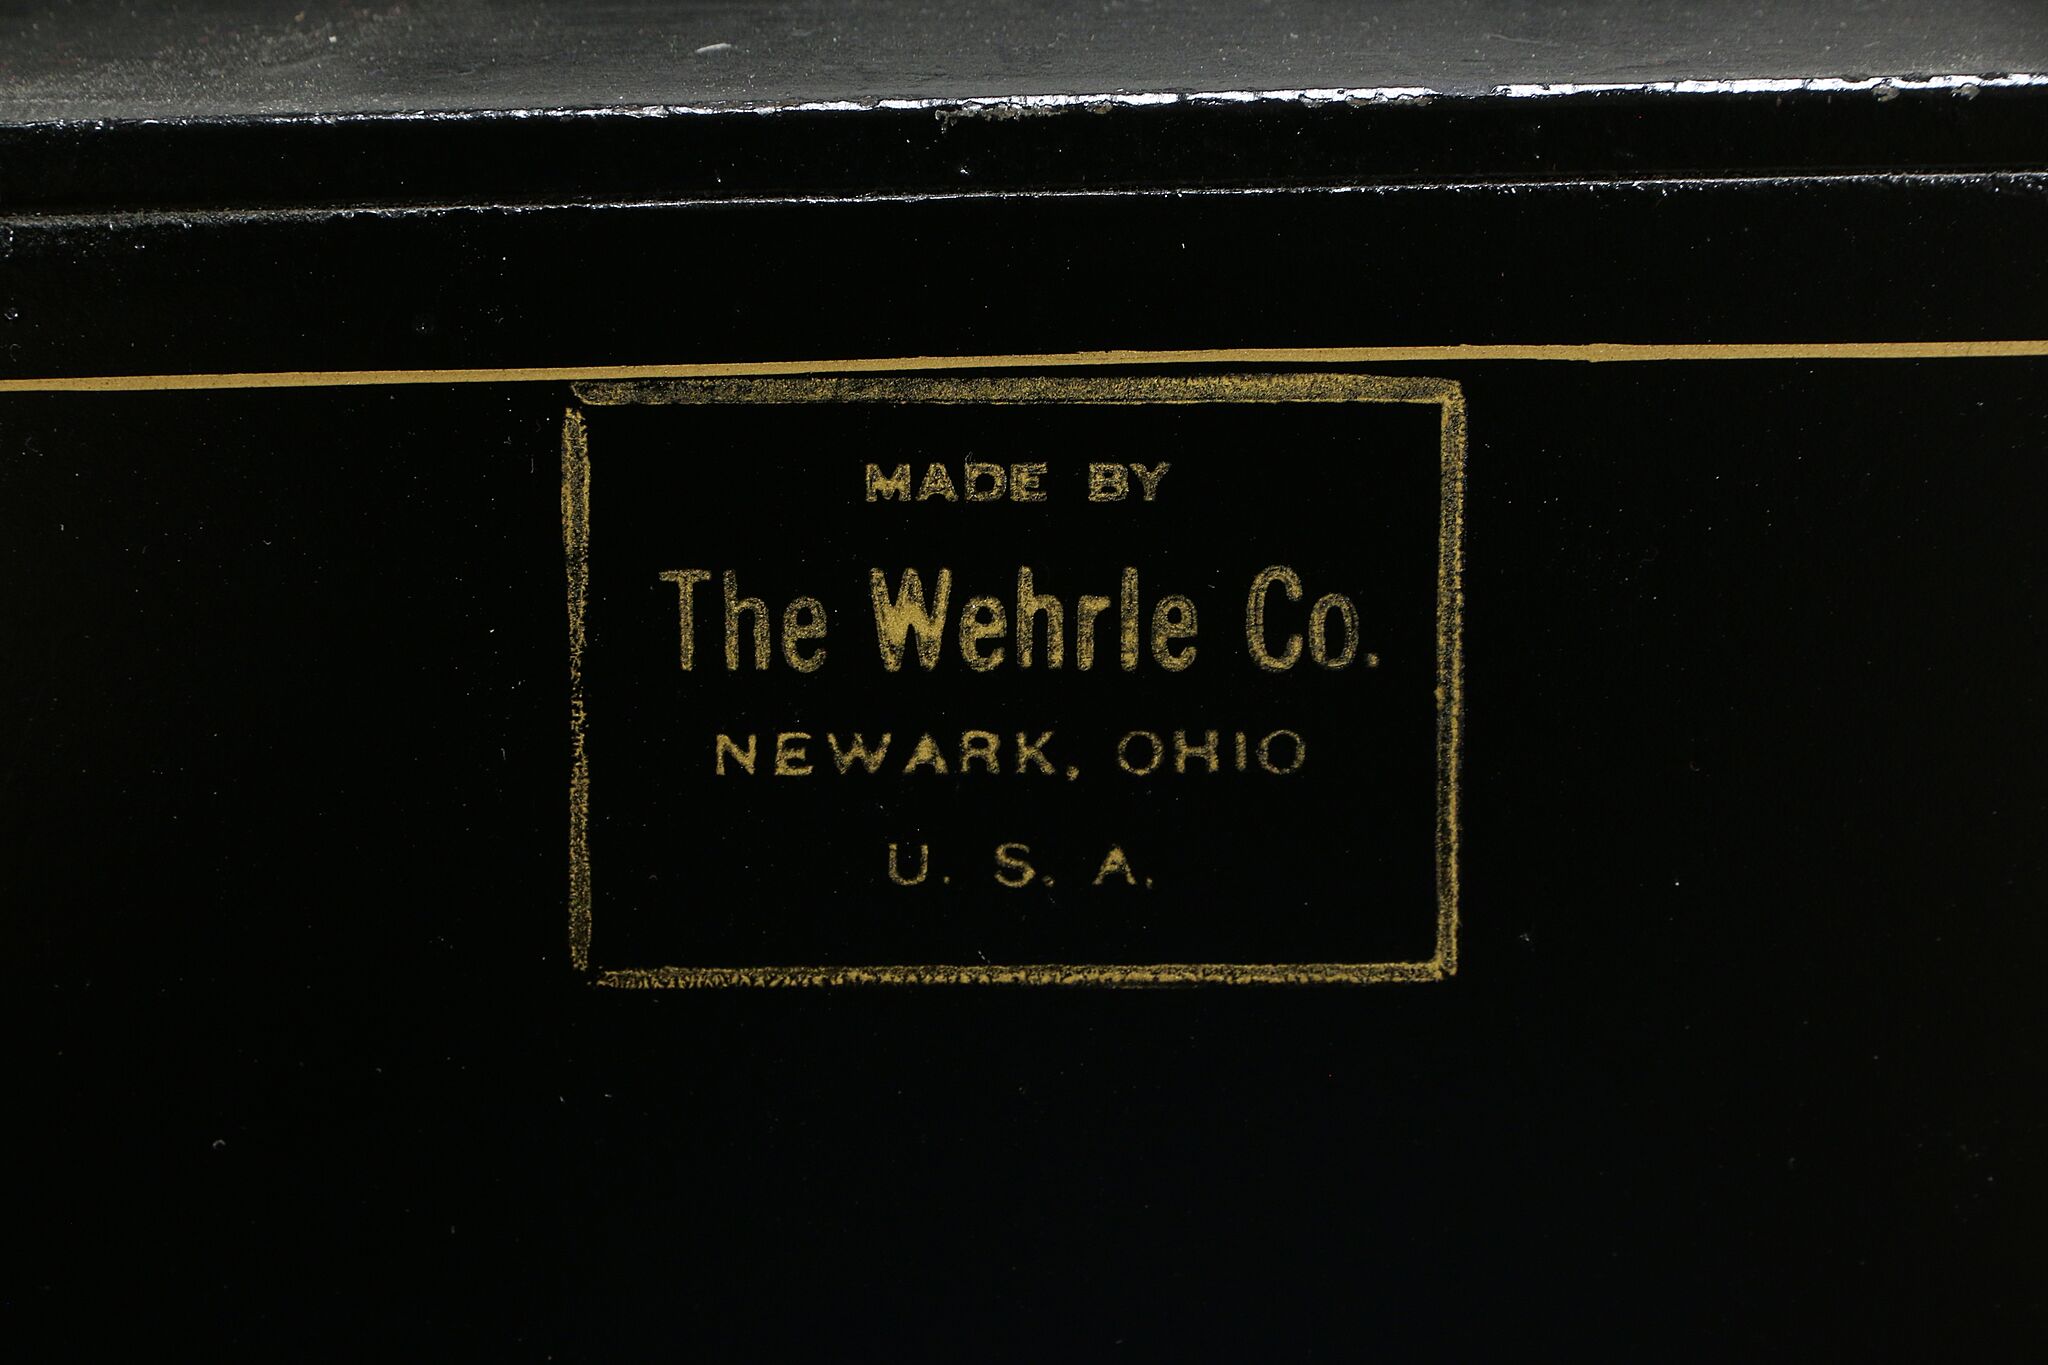 MADE BY
The Wehrle Co.
NEWARK, OHIO
U. S. A.